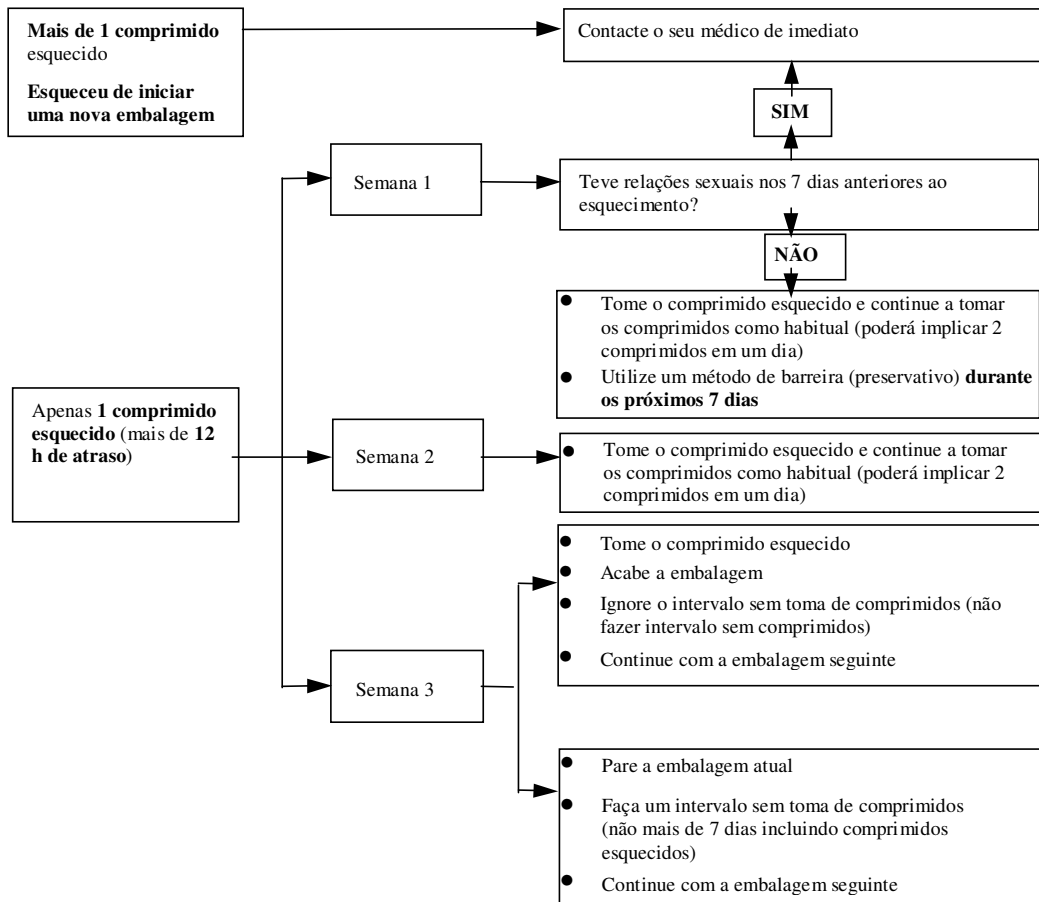 Mais de 1 comprimido
esquecido
Esqueceu de iniciar
uma nova embalagem
Contacte o seu médico de imediato
SIM
Semana 1
Teve relações sexuais nos 7 dias anteriores ao
esquecimento?
NÃO
● Tome o comprimido esquecido e continue a tomar
os comprimidos como habitual (poderá implicar 2
comprimidos em um dia)
● Utilize um método de barreira (preservativo) durante
os próximos 7 dias
Apenas 1 comprimido
esquecido (mais de 12
h de atraso)
Semana 2
● Tome o comprimido esquecido e continue a tomar
os comprimidos como habitual (poderá implicar 2
comprimidos em um dia)
Semana 3
● Tome o comprimido esquecido
● Acabe a embalagem
● Ignore o intervalo sem toma de comprimidos (não
fazer intervalo sem comprimidos)
● Continue com a embalagem seguinte
● Pare a embalagem atual
● Faça um intervalo sem toma de comprimidos
(não mais de 7 dias incluindo comprimidos
esquecidos)
● Continue com a embalagem seguinte